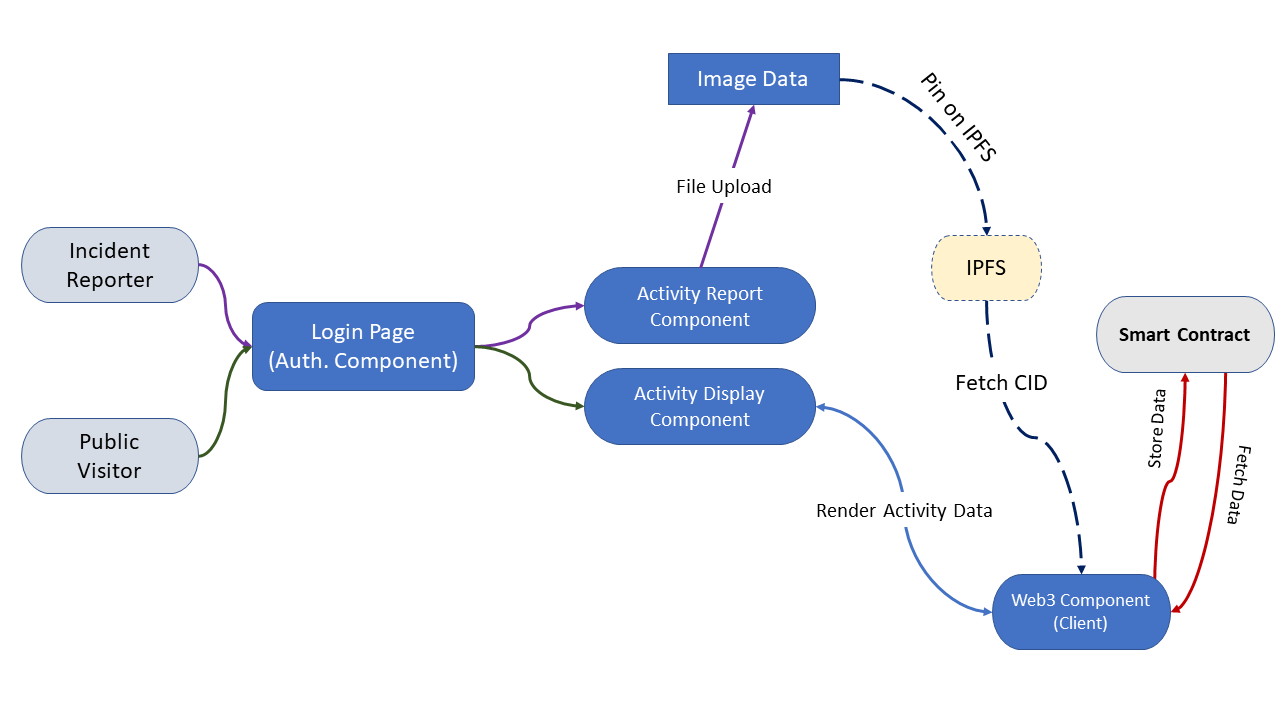 Image Data
Pin on IPFS
File Upload
Incident
Reporter
IPFS
Activity Report
Component
Login Page
(Auth. Component)
Smart Contract
Fetch CID
Activity Display
Component
Store Data
Fetch Data
Public
Visitor
Render Activity Data
Web3 Component
(Client)